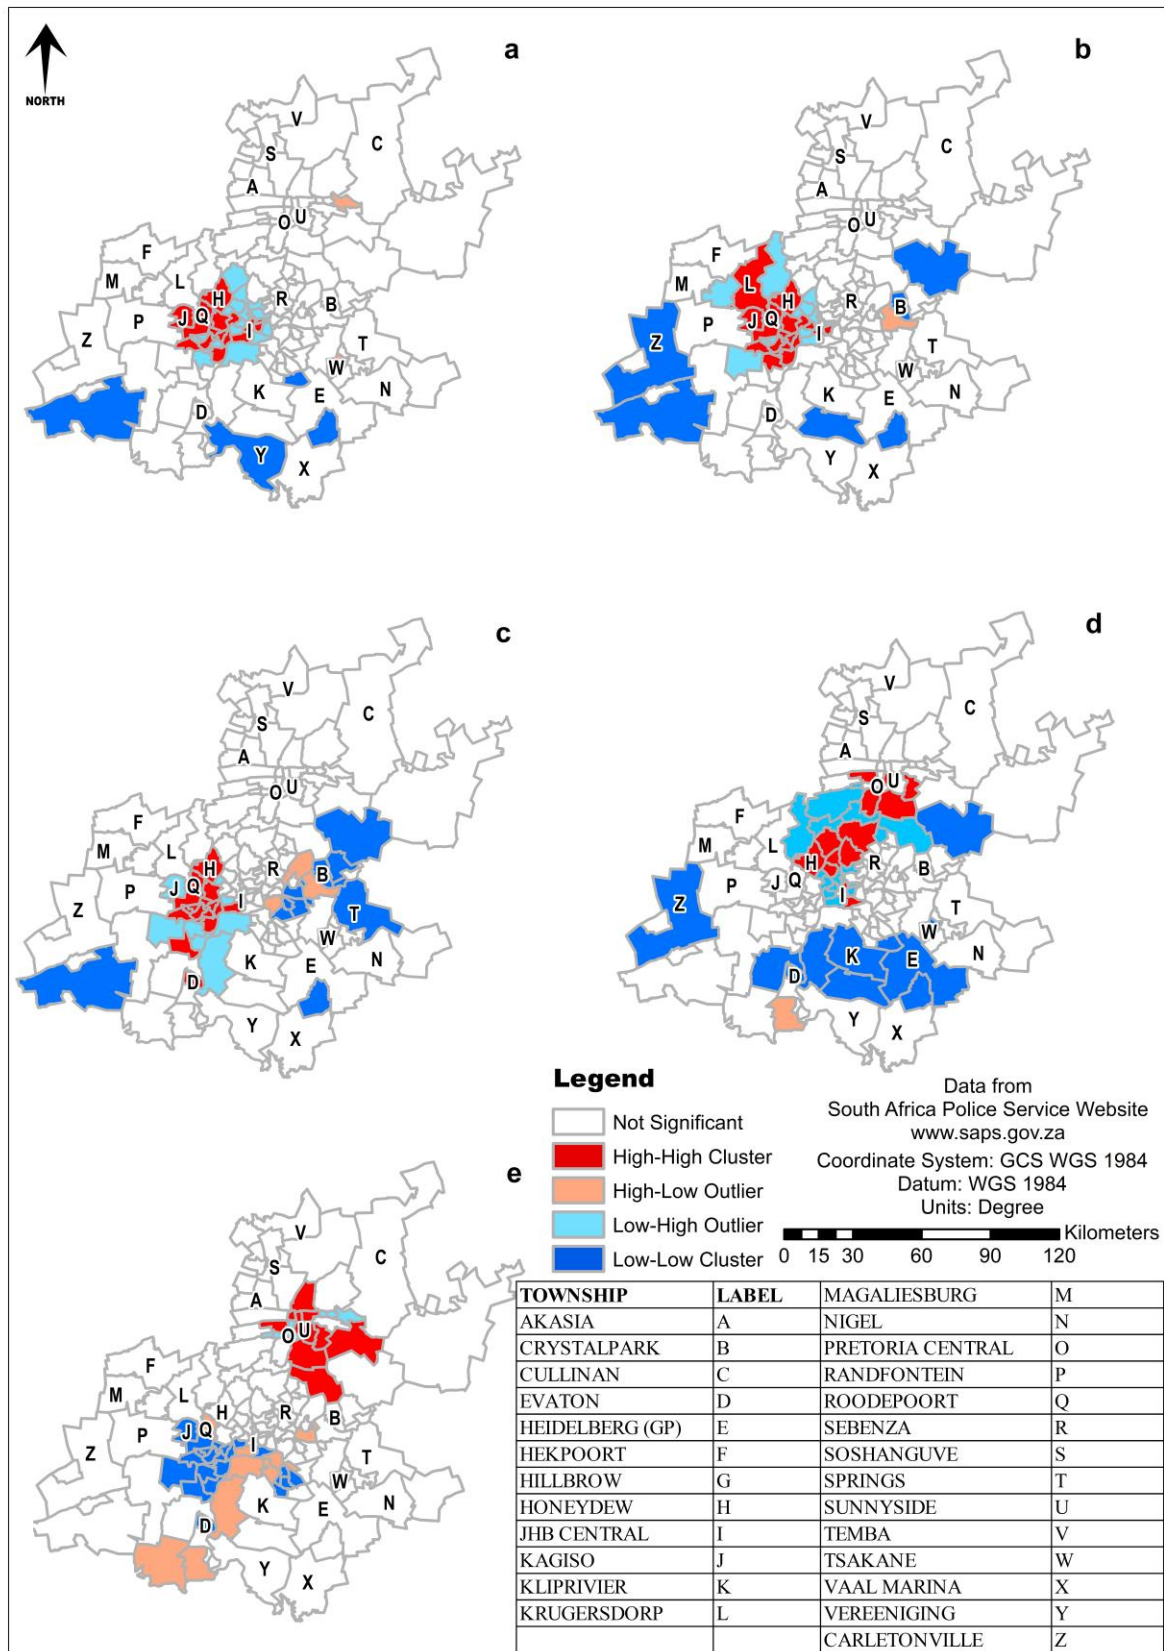 NORTH
a
V
C
S
A
O U
F
M L H R B
J Q I
P
Z T
W
K E N
D
Y X
b
V
C
S
A
O U
F
M L H R B
J Q I
P
Z T
W
K E N
D
Y X
c
V
C
S
A
O U
F
M L H R B
J Q I
P
Z T
W
K E N
D
Y X
d
V
C
S
A
O U
F
M L H R B
J Q I
P
Z T
W
K E N
D
Y X
e
V
C
S
A
O U
F
M L H R B
J Q I
P
Z T
W
K E N
D
Y X
Legend
Not Significant
High-High Cluster
High-Low Outlier
Low-High Outlier
Low-Low Cluster
Data from
South Africa Police Service Website
www.saps.gov.za
Coordinate System: GCS WGS 1984
Datum: WGS 1984
Units: Degree
Kilometers
0 15 30 60 90 120
TOWNSHIP LABEL MAGALIESBURG M
AKASIA A NIGEL N
CRYSTALPARK B PRETORIA CENTRAL O
CULLINAN C RANDFONTEIN P
EVATON D ROODEPOORT Q
HEIDELBERG (GP) E SEBENZA R
HEKPOORT F SOSHANGUVE S
HILLBROW G SPRINGS T
HONEYDEW H SUNNYSIDE U
JHB CENTRAL I TEMBA V
KAGISO J TSAKANE W
KLIPRIVIER K VAAL MARINA X
KRUGERSDORP L VEREENIGING Y
CARLETONVILLE Z